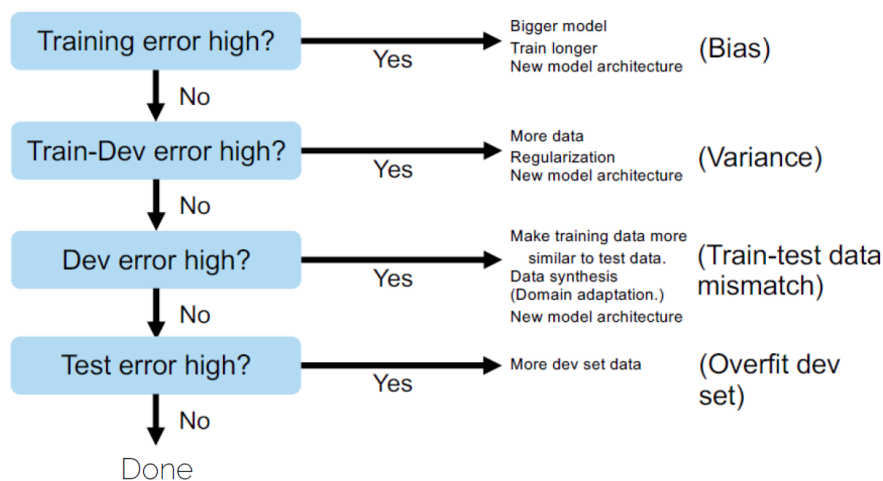 Training error high?
Yes
Bigger model
Train longer
New model architecture
(Bias)
No
Train-Dev error high?
Yes
More data
Regularization
New model architecture
(Variance)
No
Dev error high?
Yes
Make training data more
similar to test data.
Data synthesis
(Domain adaptation.)
New model architecture
(Train-test data
mismatch)
No
Test error high?
Yes
More dev set data
(Overfit dev
set)
No
Done